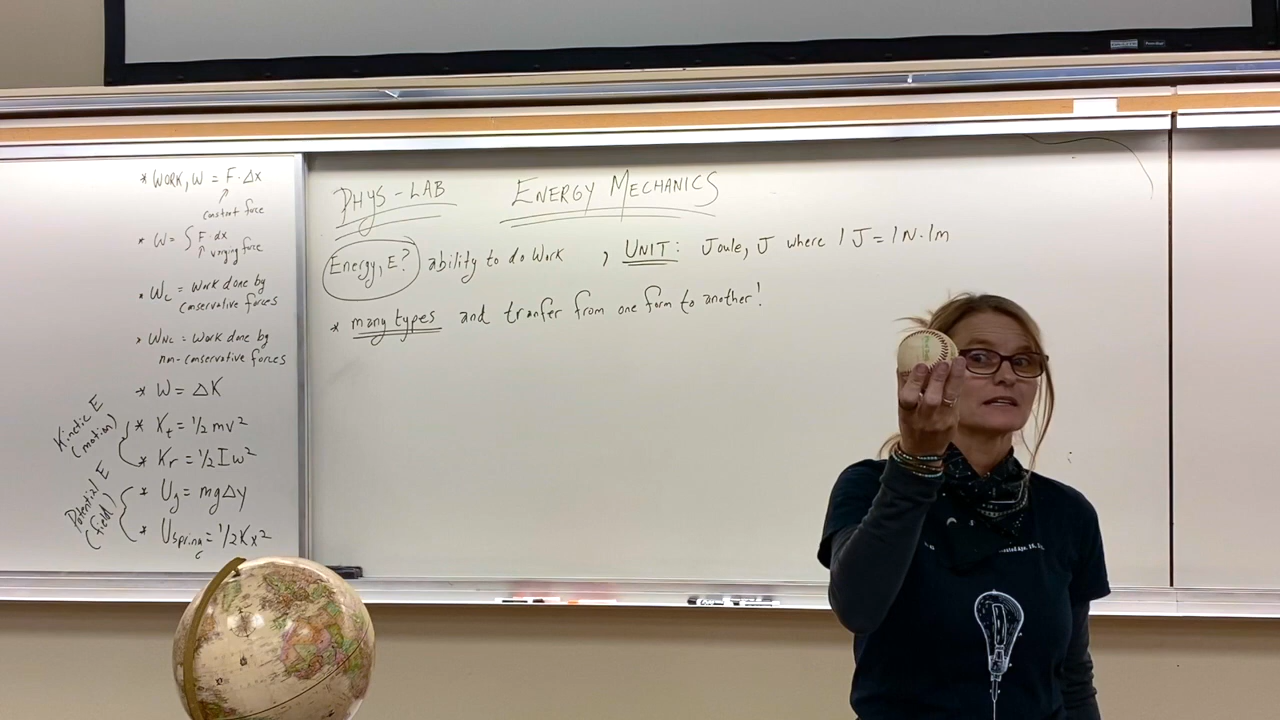 * WORK, W = F · Δx
constant force
* W = ∫ F · dx
varying force
* Wc = Work done by
conservative forces
* WNC = Work done by
non-conservative forces
* W = ΔK
Kinetic E
(motion)
* Kt = 1/2 mv²
* Kr = 1/2 I ω²
Potential E
(field)
* Ug = mgΔy
* Uspring = 1/2 Kx²
PHYS-LAB ENERGY MECHANICS
Energy, E? ability to do Work , UNIT: Joule, J where 1 J = 1 N·1m
* many types and tranfer from one form to another!